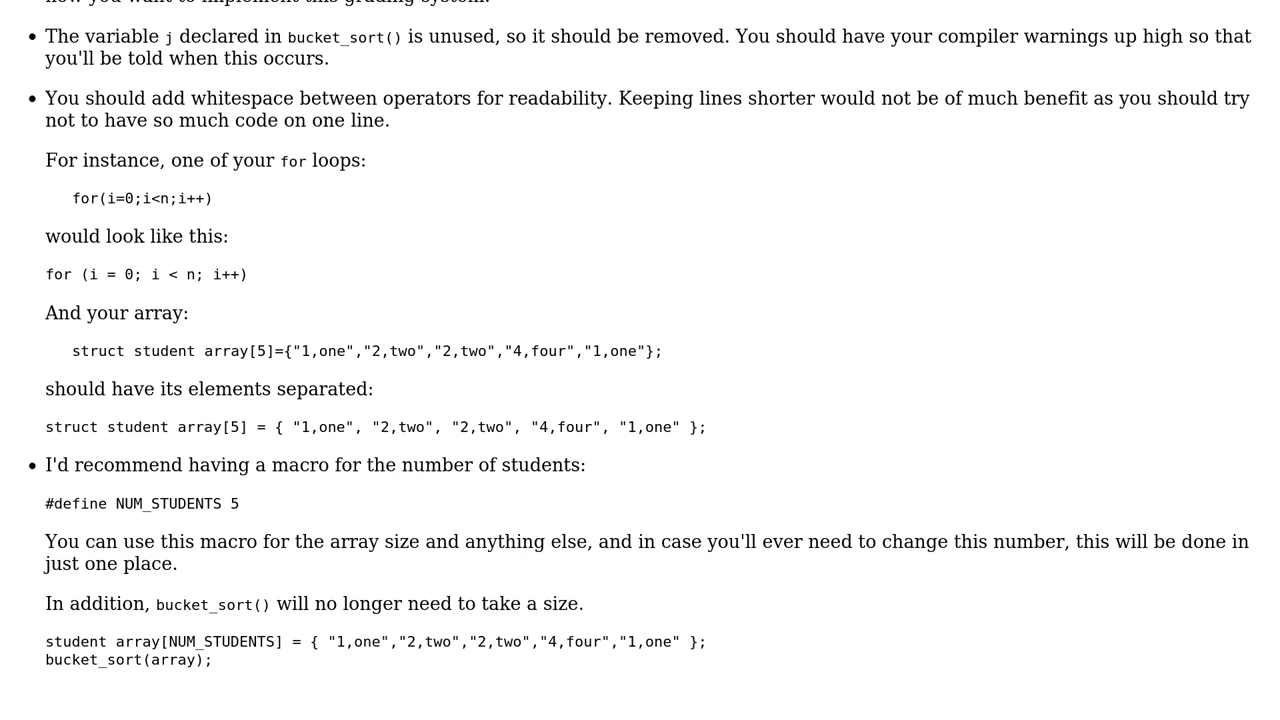 how you want to implement this grading system.
The variable j declared in bucket_sort() is unused, so it should be removed. You should have your compiler warnings up high so that
you'll be told when this occurs.
You should add whitespace between operators for readability. Keeping lines shorter would not be of much benefit as you should try
not to have so much code on one line.
For instance, one of your for loops:
for(i=0;i<n;i++)
would look like this:
for (i = 0; i < n; i++)
And your array:
struct student array[5]={"1,one","2,two","2,two","4,four","1,one"};
should have its elements separated:
struct student array[5] = { "1,one", "2,two", "2,two", "4,four", "1,one" };
I'd recommend having a macro for the number of students:
#define NUM_STUDENTS 5
You can use this macro for the array size and anything else, and in case you'll ever need to change this number, this will be done in
just one place.
In addition, bucket_sort() will no longer need to take a size.
student array[NUM_STUDENTS] = { "1,one","2,two","2,two","4,four","1,one" };
bucket_sort(array);